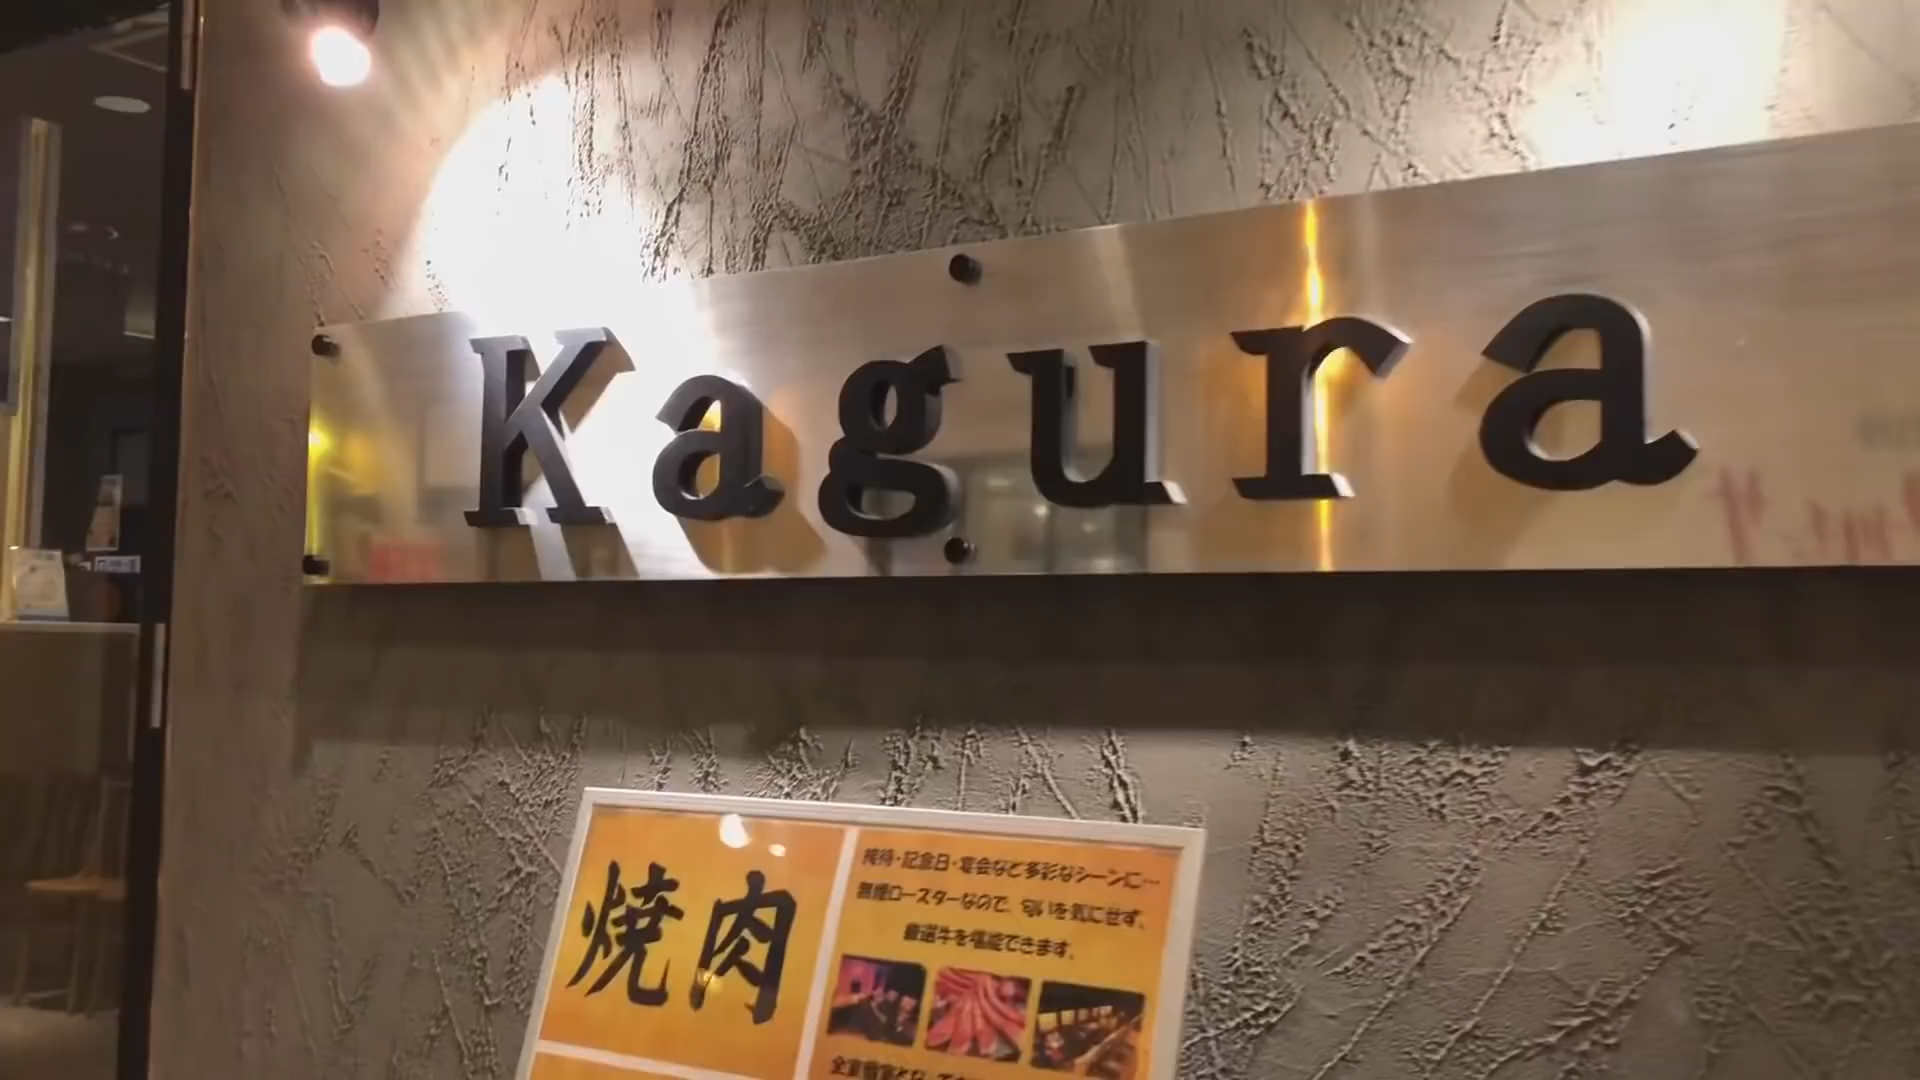 Kagura
焼肉
接待・記念日・宴会など多彩なシーンに…
無煙ロースターなので、匂いを気にせず、
厳選牛を堪能できます。